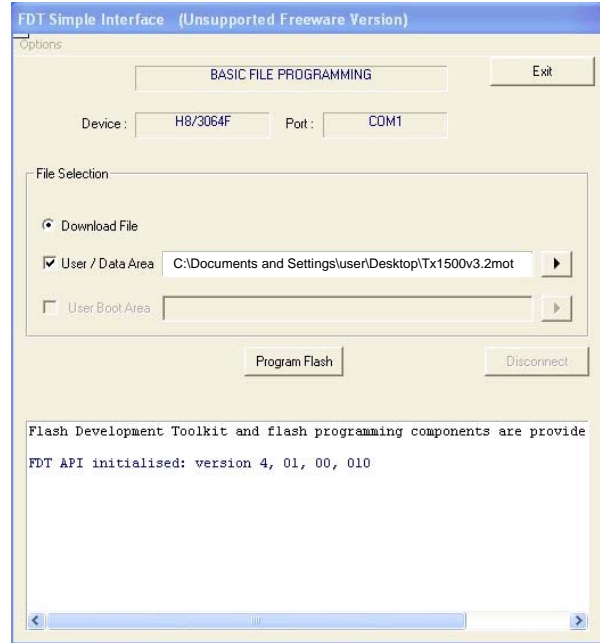 FDT Simple Interface (Unsupported Freeware Version)
Options
BASIC FILE PROGRAMMING
Exit
Device : H8/3064F Port : COM1
File Selection
Download File
User / Data Area C:\Documents and Settings\user\Desktop\Tx1500v3.2mot
User Boot Area
Program Flash Disconnect
Flash Development Toolkit and flash programming components are provide
FDT API initialised: version 4, 01, 00, 010